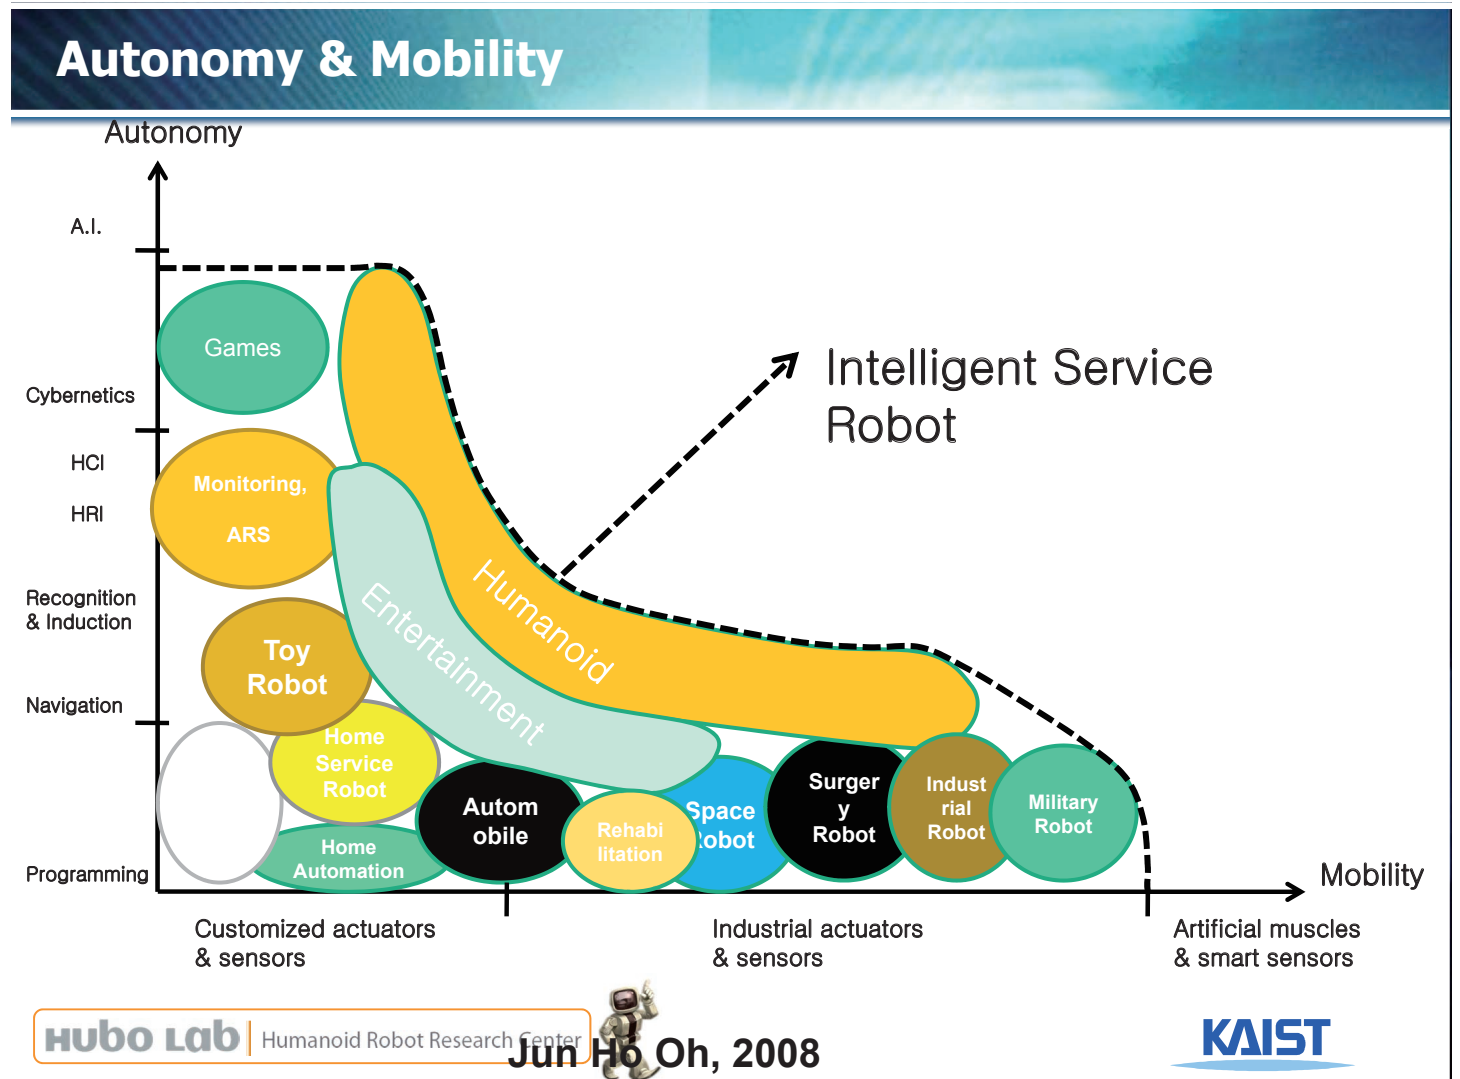 Autonomy & Mobility
Autonomy
A.I.
Games
Intelligent Service
Robot
Cybernetics
HCI
Monitoring,
HRI
ARS
Humanoid
Entertainment
Recognition
& Induction
Toy
Robot
Navigation
Home
Service
Robot
Autom
obile
Rehabi
litation
Space
Robot
Surger
y
Robot
Indust
rial
Robot
Military
Robot
Home
Automation
Programming
Mobility
Customized actuators
& sensors
Industrial actuators
& sensors
Artificial muscles
& smart sensors
HUBO LAB
Humanoid Robot Research Center
Jun Ho Oh, 2008
KAIST